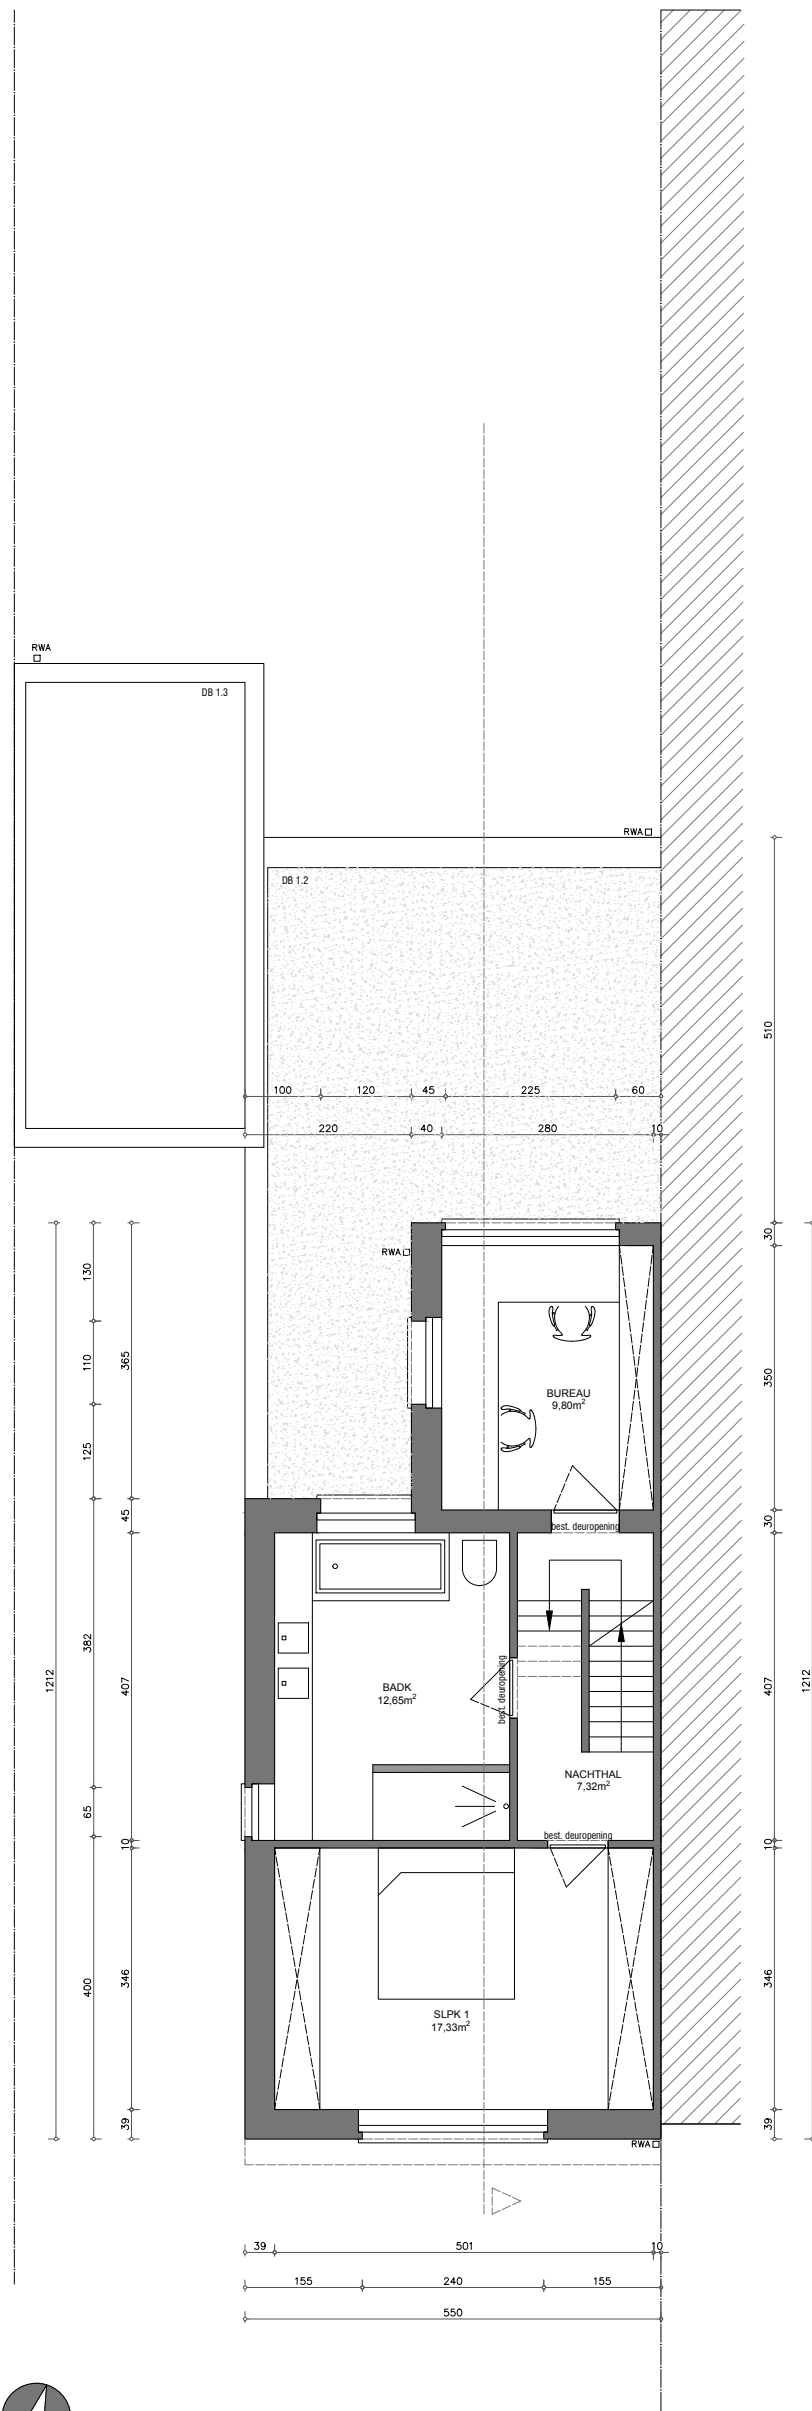 RWA
DB 1.3
RWA
DB 1.2
510
100 120 45 225 60
220 40 280 10
RWA
130
110
125
382
65
400
1212
365
45
407
10
346
39
30
350
30
407
10
346
39
1212
BUREAU
9,80m²
best. deuropening
BADK
12,65m²
best. deuropening
NACHTHAL
7,32m²
best. deuropening
SLPK 1
17,33m²
RWA
39 501 10
155 240 155
550